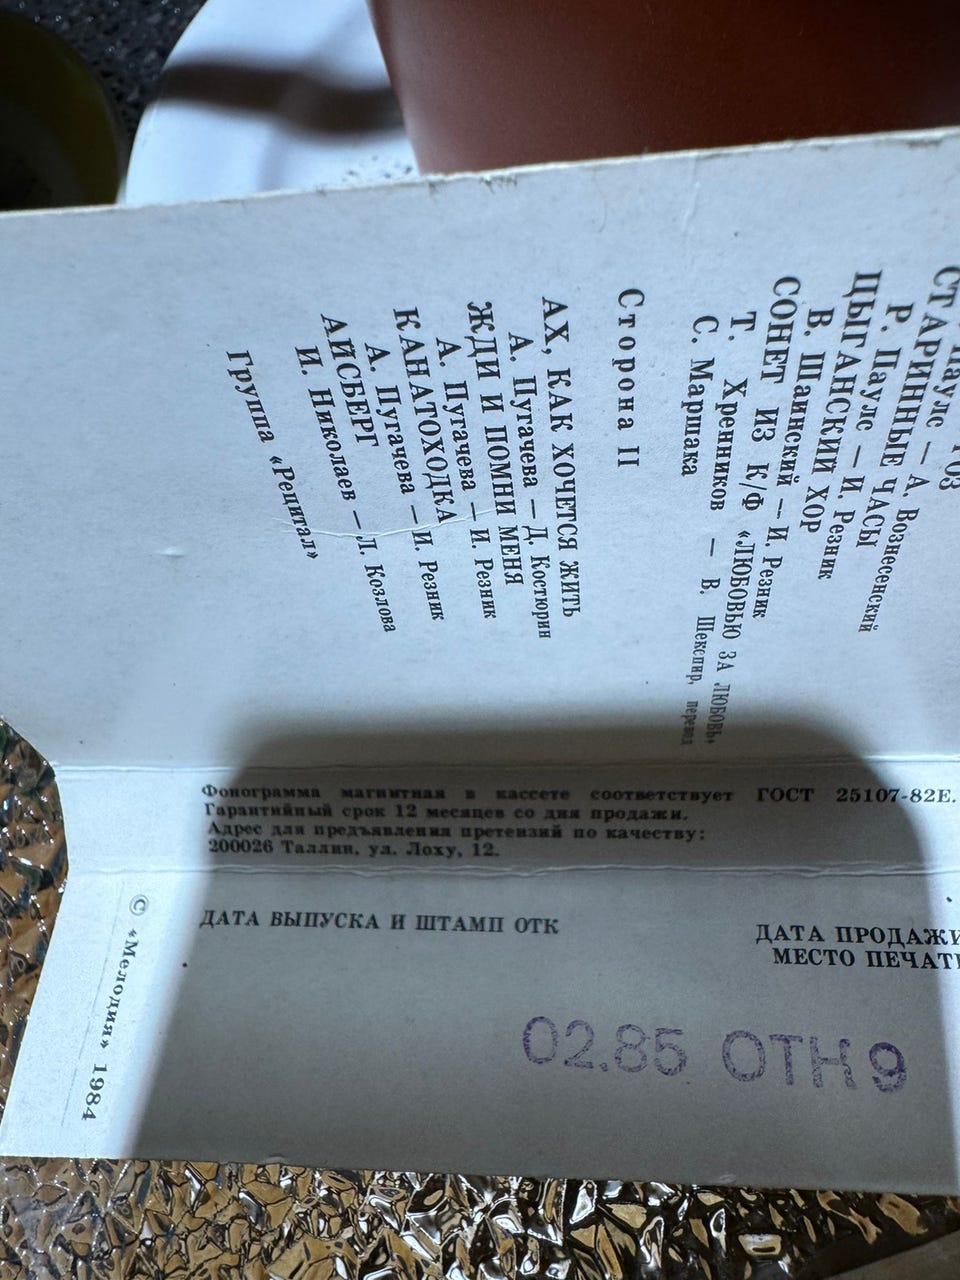 Р. Паулс — А. Вознесенский
СТАРИННЫЕ ЧАСЫ
Р. Паулс — И. Резник
ЦЫГАНСКИЙ ХОР
В. Шаинский — И. Резник
СОНЕТ ИЗ К/Ф «ЛЮБОВЬЮ ЗА ЛЮБОВЬ»
Т. Хренников — В. Шекспир, перевод
С. Маршака
Сторона II
АХ, КАК ХОЧЕТСЯ ЖИТЬ
А. Пугачева — Д. Костюрин
ЖДИ И ПОМНИ МЕНЯ
А. Пугачева — И. Резник
КАНАТОХОДКА
А. Пугачева — И. Резник
АЙСБЕРГ
И. Николаев — Л. Козлова
Группа «Рецитал»
Фонограмма магнитная в кассете соответствует ГОСТ 25107-82Е.
Гарантийный срок 12 месяцев со дня продажи.
Адрес для предъявления претензий по качеству:
200026 Таллин, ул. Лоху, 12.
ДАТА ВЫПУСКА И ШТАМП ОТК
ДАТА ПРОДАЖИ
МЕСТО ПЕЧАТИ
02.85 ОТН 9
© «Мелодия» 1984